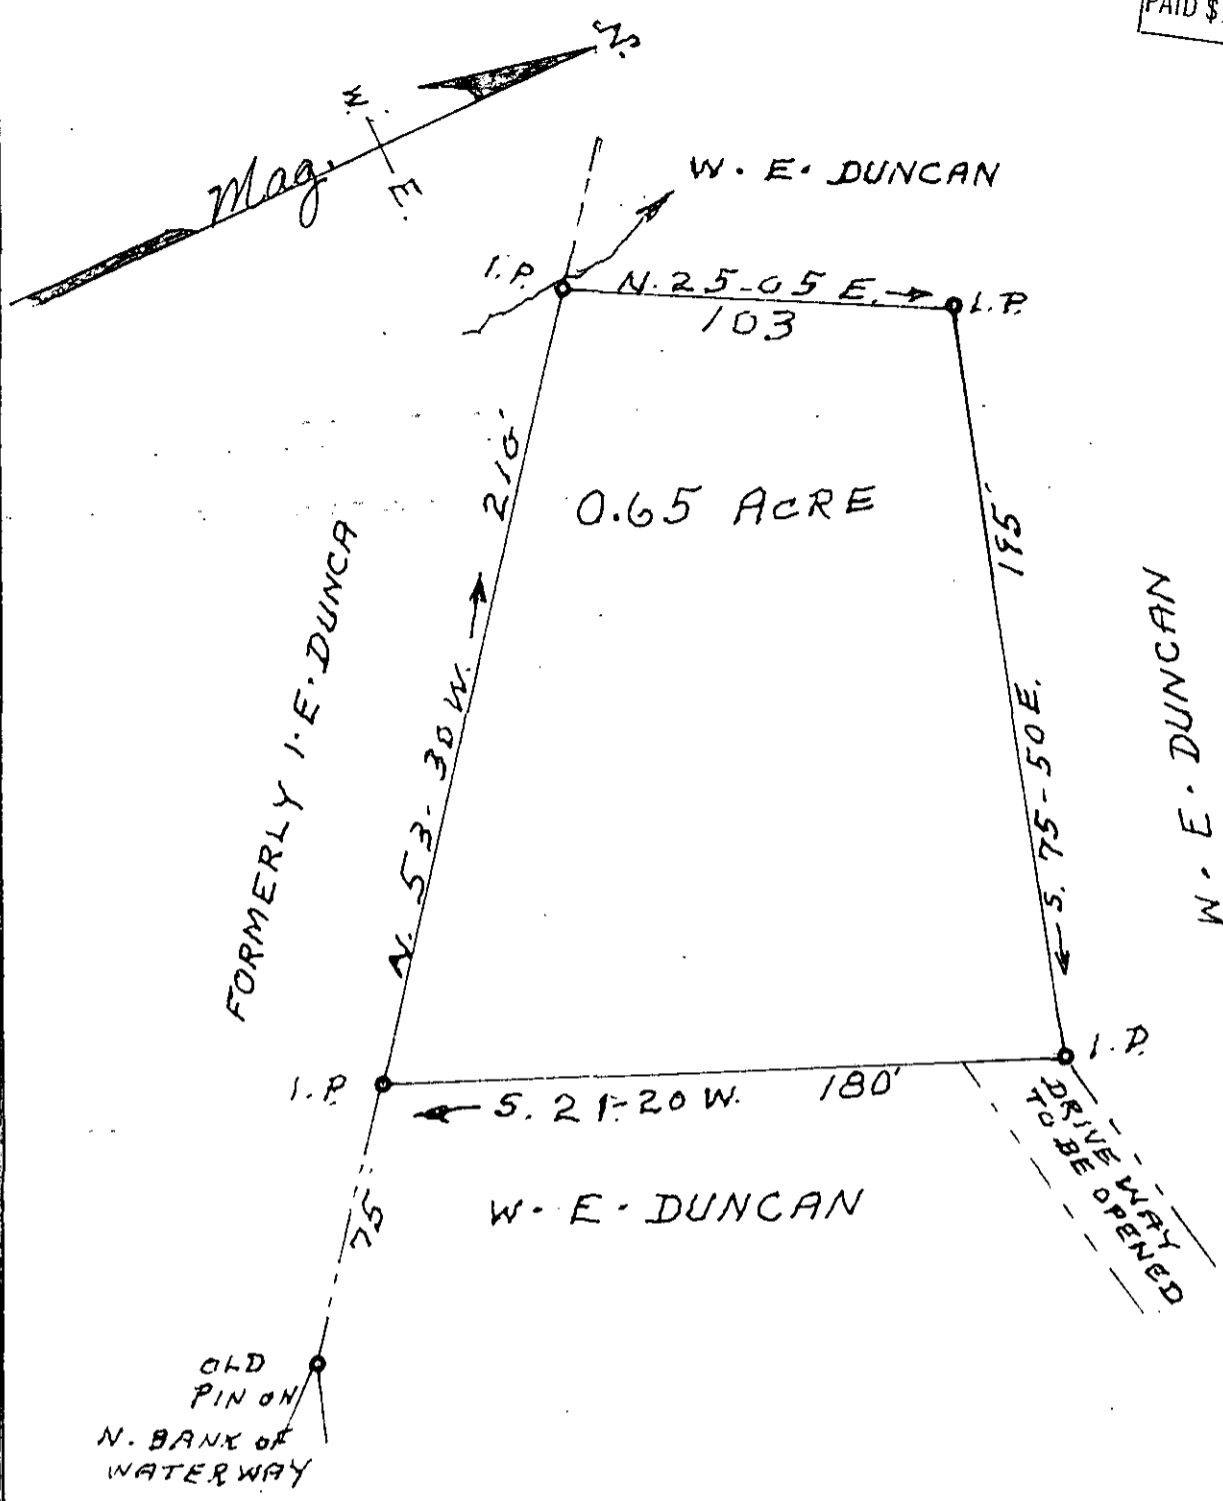 PAID $
N.
W.
Mag.
E.
W. E. DUNCAN
I.P.
N. 25-05 E.
I.P.
103
210'
0.65 ACRE
195'
FORMERLY I. E. DUNCA
N. 53-30 W.
S. 75-50 E.
W. E. DUNCAN
I.P.
I.P.
S. 21-20 W.
180'
DRIVE WAY
TO BE OPENED
75
W. E. DUNCAN
OLD
PIN ON
N. BANK OF
WATERWAY